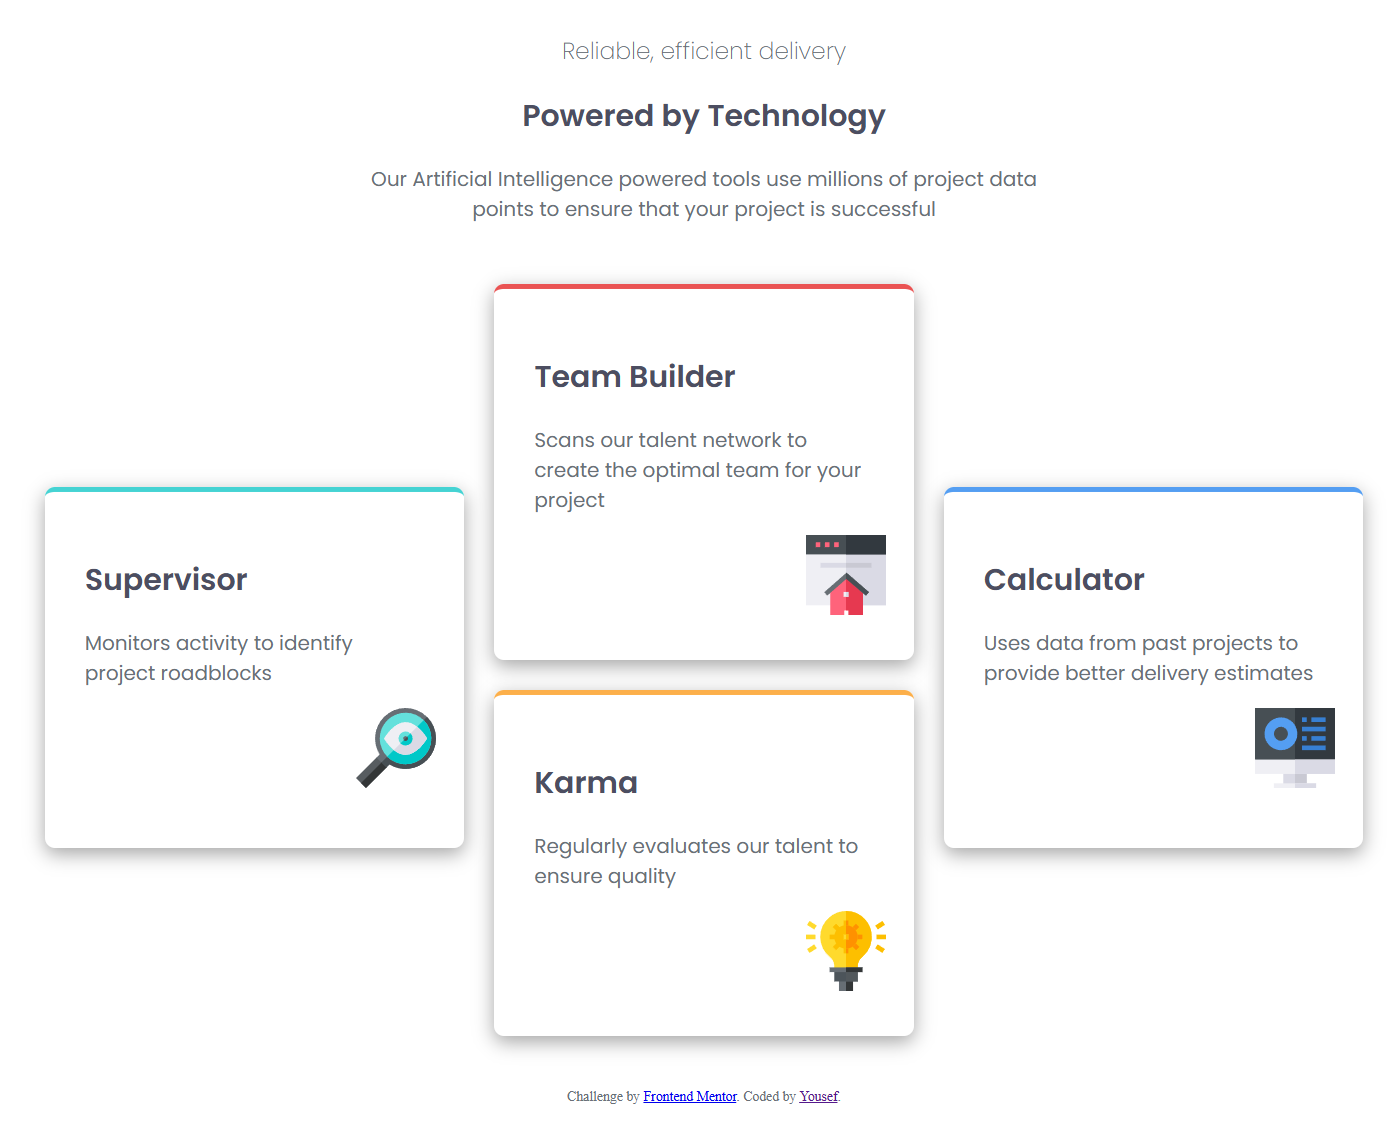 Reliable, efficient delivery
Powered by Technology
Our Artificial Intelligence powered tools use millions of project data
points to ensure that your project is successful
Team Builder
Scans our talent network to
create the optimal team for your
project
Supervisor
Monitors activity to identify
project roadblocks
Calculator
Uses data from past projects to
provide better delivery estimates
Karma
Regularly evaluates our talent to
ensure quality
Challenge by Frontend Mentor. Coded by Yousef.